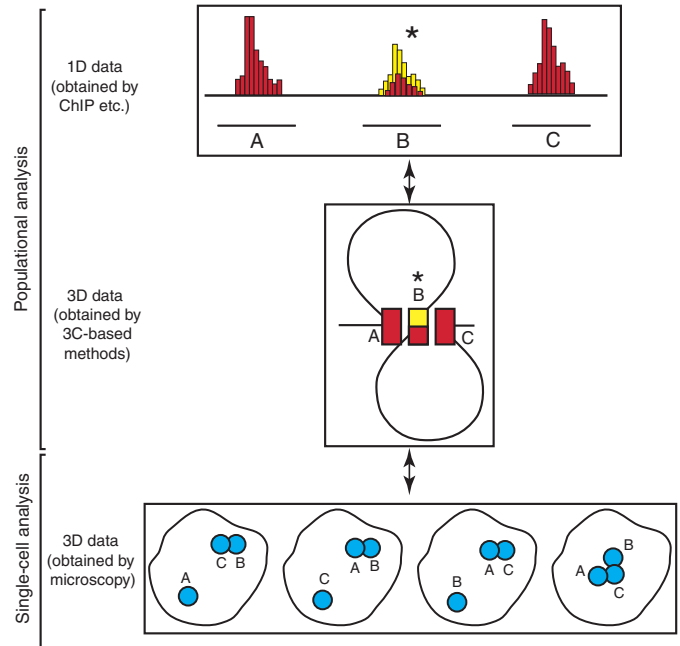 Populational analysis
1D data
(obtained by
ChIP etc.)
*
A
B
C
3D data
(obtained by
3C-based
methods)
*
B
A
C
Single-cell analysis
3D data
(obtained by
microscopy)
C B
A
A B
C
A C
B
B
A
C